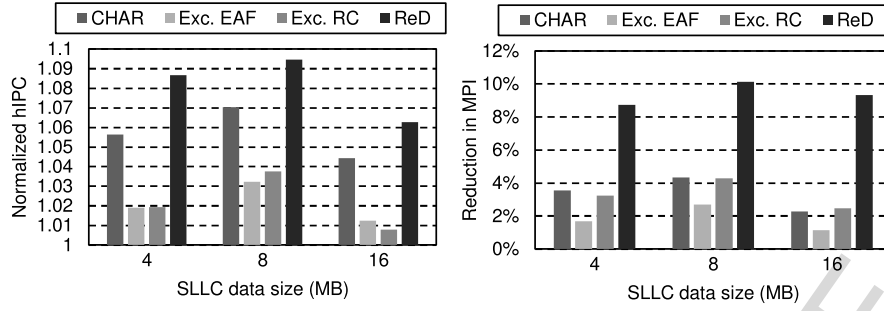 CHAR Exc. EAF Exc. RC ReD
1.1
1.09
1.08
1.07
1.06
1.05
1.04
1.03
1.02
1.01
1
Normalized hIPC
4 8 16
SLLC data size (MB)
CHAR Exc. EAF Exc. RC ReD
12%
10%
8%
6%
4%
2%
0%
Reduction in MPI
4 8 16
SLLC data size (MB)